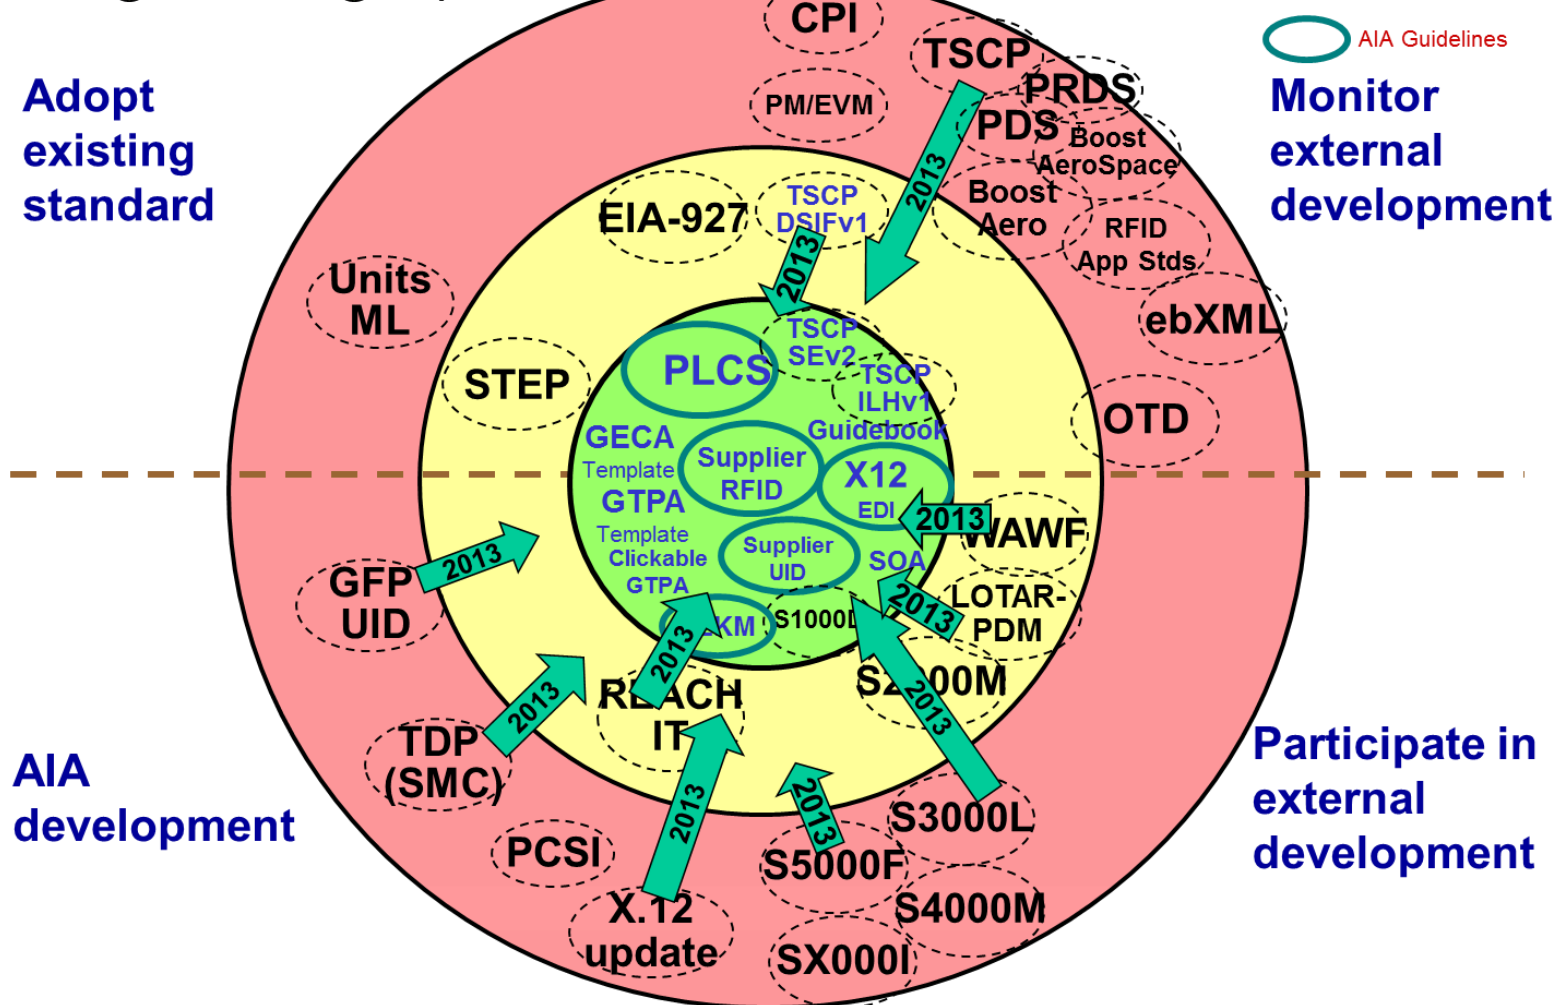 CPI
TSCP
AIA Guidelines
Adopt
existing
standard
PM/EVM
PRDS
PDS
Boost
AeroSpace
Monitor
external
development
2013
EIA-927
TSCP
DSIFv1
Boost
Aero
RFID
App Stds
2013
Units
ML
ebXML
TSCP
SEv2
PLCS
STEP
TSCP
ILHv1
Guidebook
OTD
GECA
Template
GTPA
Template
Clickable
GTPA
Supplier
RFID
X12
EDI
2013
WAWF
Supplier
UID
SOA
2013
GFP
UID
2013
LOTAR-
PDM
S1000D
2013
S2000M
2013
REACH
IT
2013
TDP
(SMC)
AIA
development
Participate in
external
development
2013
2013
S3000L
PCSI
S5000F
X.12
update
S4000M
SX000I